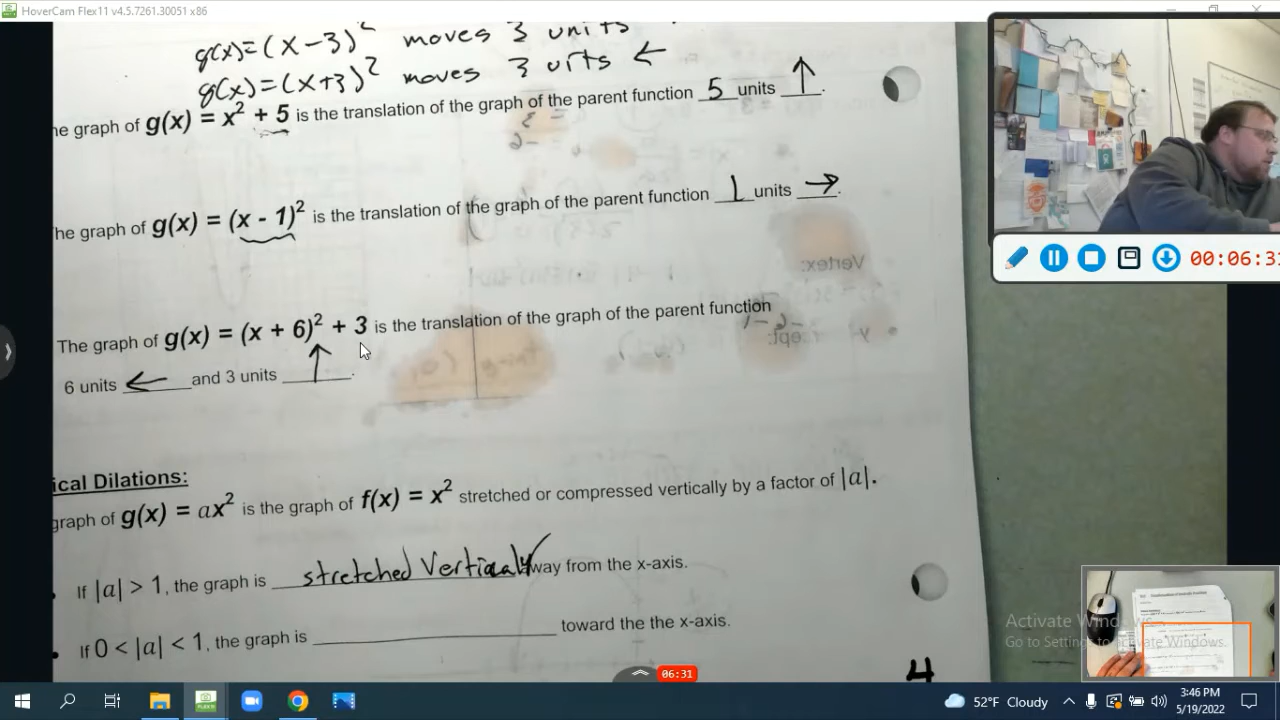 HoverCam Flex11 v4.5.7261.30051 x86
g(x)=(x-3)² moves 3 units
g(x)=(x+3)² moves 3 urts ←
he graph of g(x) = x² + 5 is the translation of the graph of the parent function 5 units ↑.
he graph of g(x) = (x - 1)² is the translation of the graph of the parent function 1 units →.
Vertex:
The graph of g(x) = (x + 6)² + 3 is the translation of the graph of the parent function
6 units ← and 3 units ↑.
ical Dilations:
graph of g(x) = ax² is the graph of f(x) = x² stretched or compressed vertically by a factor of |a|.
If |a| > 1, the graph is stretched Vertically away from the x-axis.
If 0 < |a| < 1, the graph is ____ toward the the x-axis.
4
00:06:31
Activate Windows
Go to Settings to activate Windows.
06:31
52°F Cloudy
3:46 PM
5/19/2022